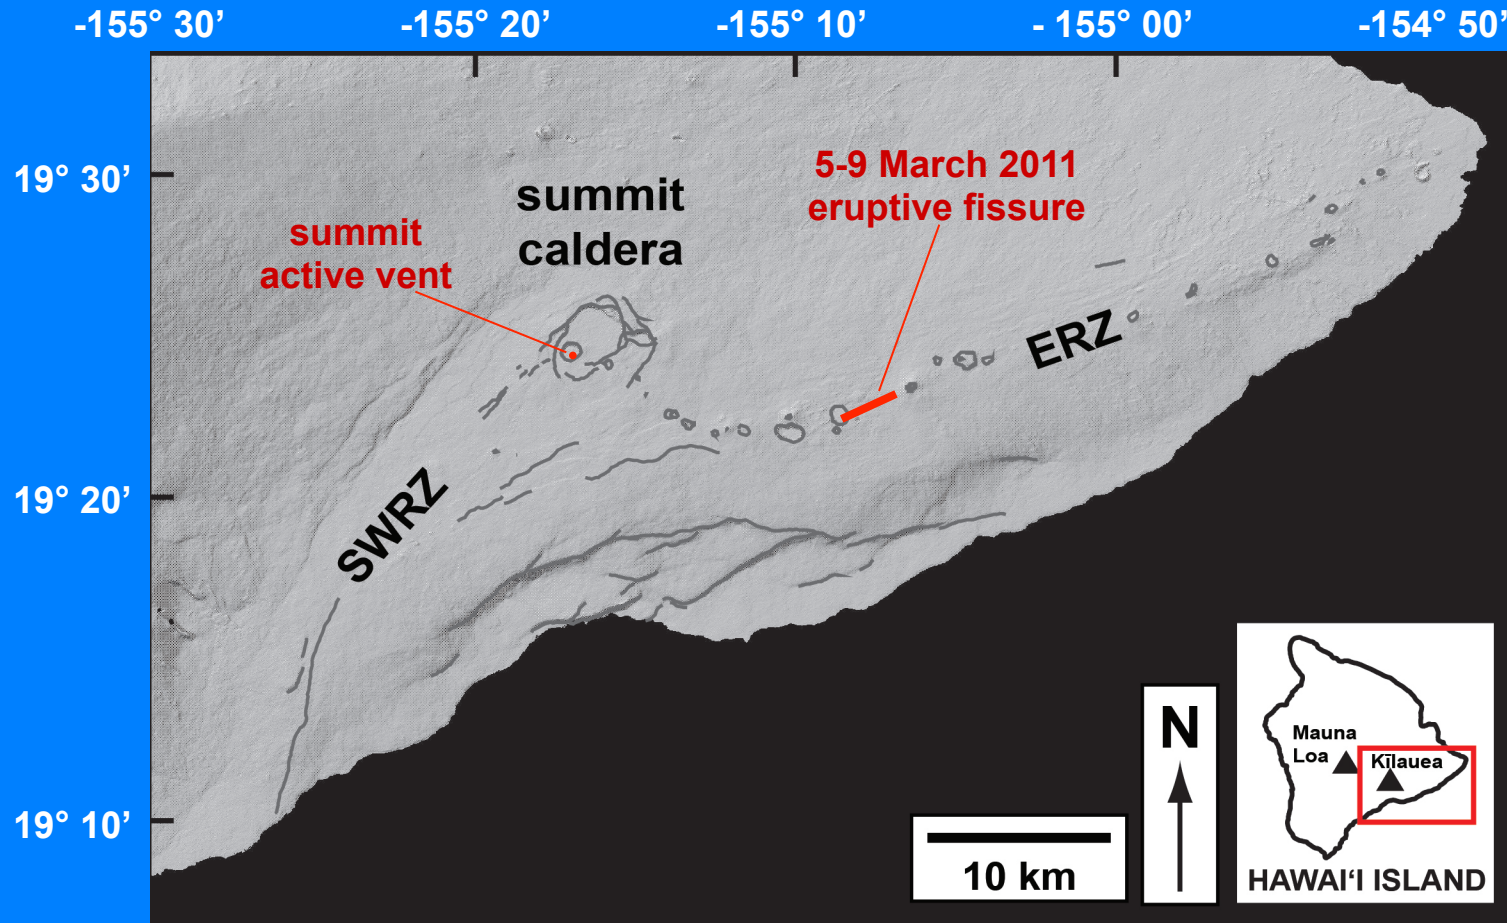 -155° 30’
-155° 20’
-155° 10’
- 155° 00’
-154° 50’
19° 30’
19° 20’
19° 10’
summit
caldera
summit
active vent
5-9 March 2011
eruptive fissure
ERZ
SWRZ
10 km
N
Mauna
Loa
Kīlauea
HAWAI‘I ISLAND